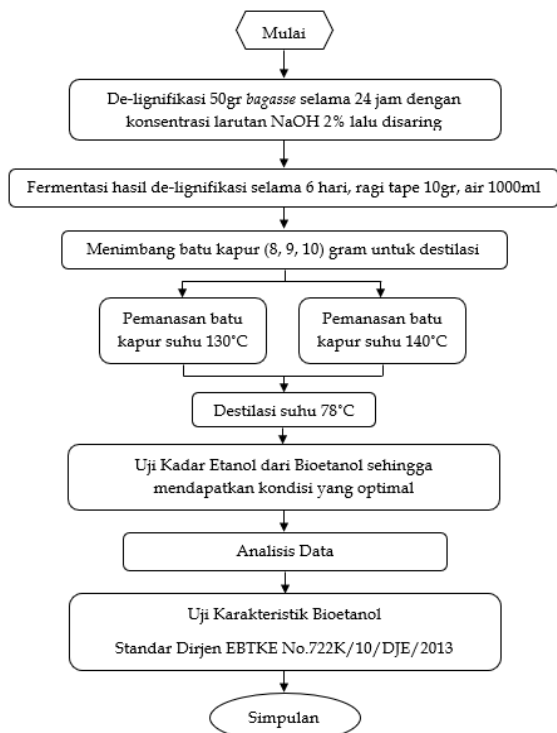 Mulai
De-lignifikasi 50gr bagasse selama 24 jam dengan
konsentrasi larutan NaOH 2% lalu disaring
Fermentasi hasil de-lignifikasi selama 6 hari, ragi tape 10gr, air 1000ml
Menimbang batu kapur (8, 9, 10) gram untuk destilasi
Pemanasan batu
kapur suhu 130°C
Pemanasan batu
kapur suhu 140°C
Destilasi suhu 78°C
Uji Kadar Etanol dari Bioetanol sehingga
mendapatkan kondisi yang optimal
Analisis Data
Uji Karakteristik Bioetanol
Standar Dirjen EBTKE No.722K/10/DJE/2013
Simpulan